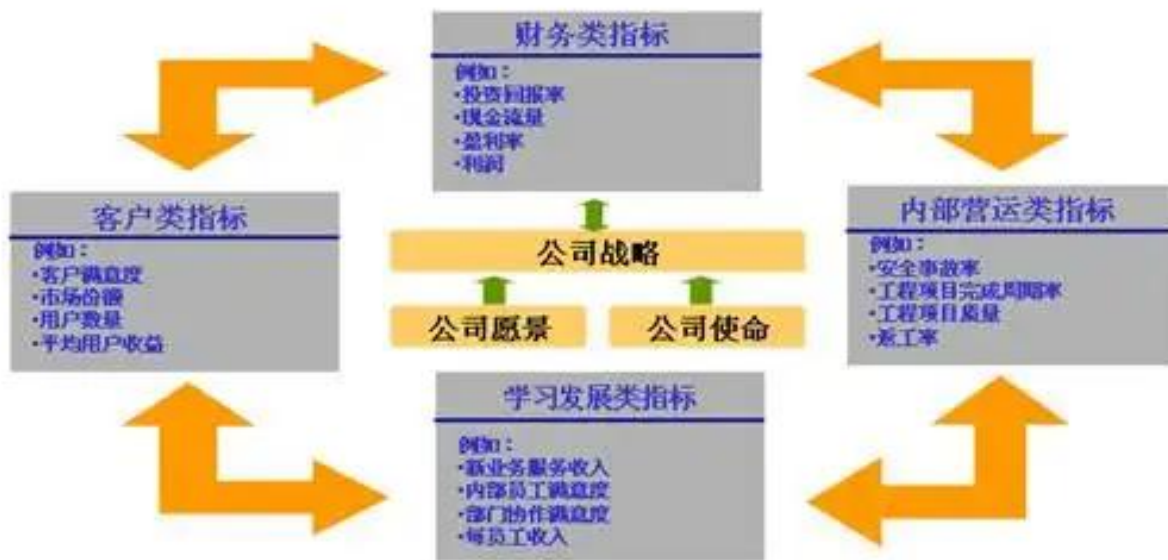 财务类指标
例如：
•投资回报率
•现金流量
•盈利率
•利润
客户类指标
例如：
•客户满意度
•市场份额
•用户数量
•平均用户收益
公司战略
公司愿景
公司使命
内部营运类指标
例如：
•安全事故率
•工程项目完成周期率
•工程项目质量
•返工率
学习发展类指标
例如：
•新业务服务收入
•内部员工满意度
•部门协作满意度
•每员工收入